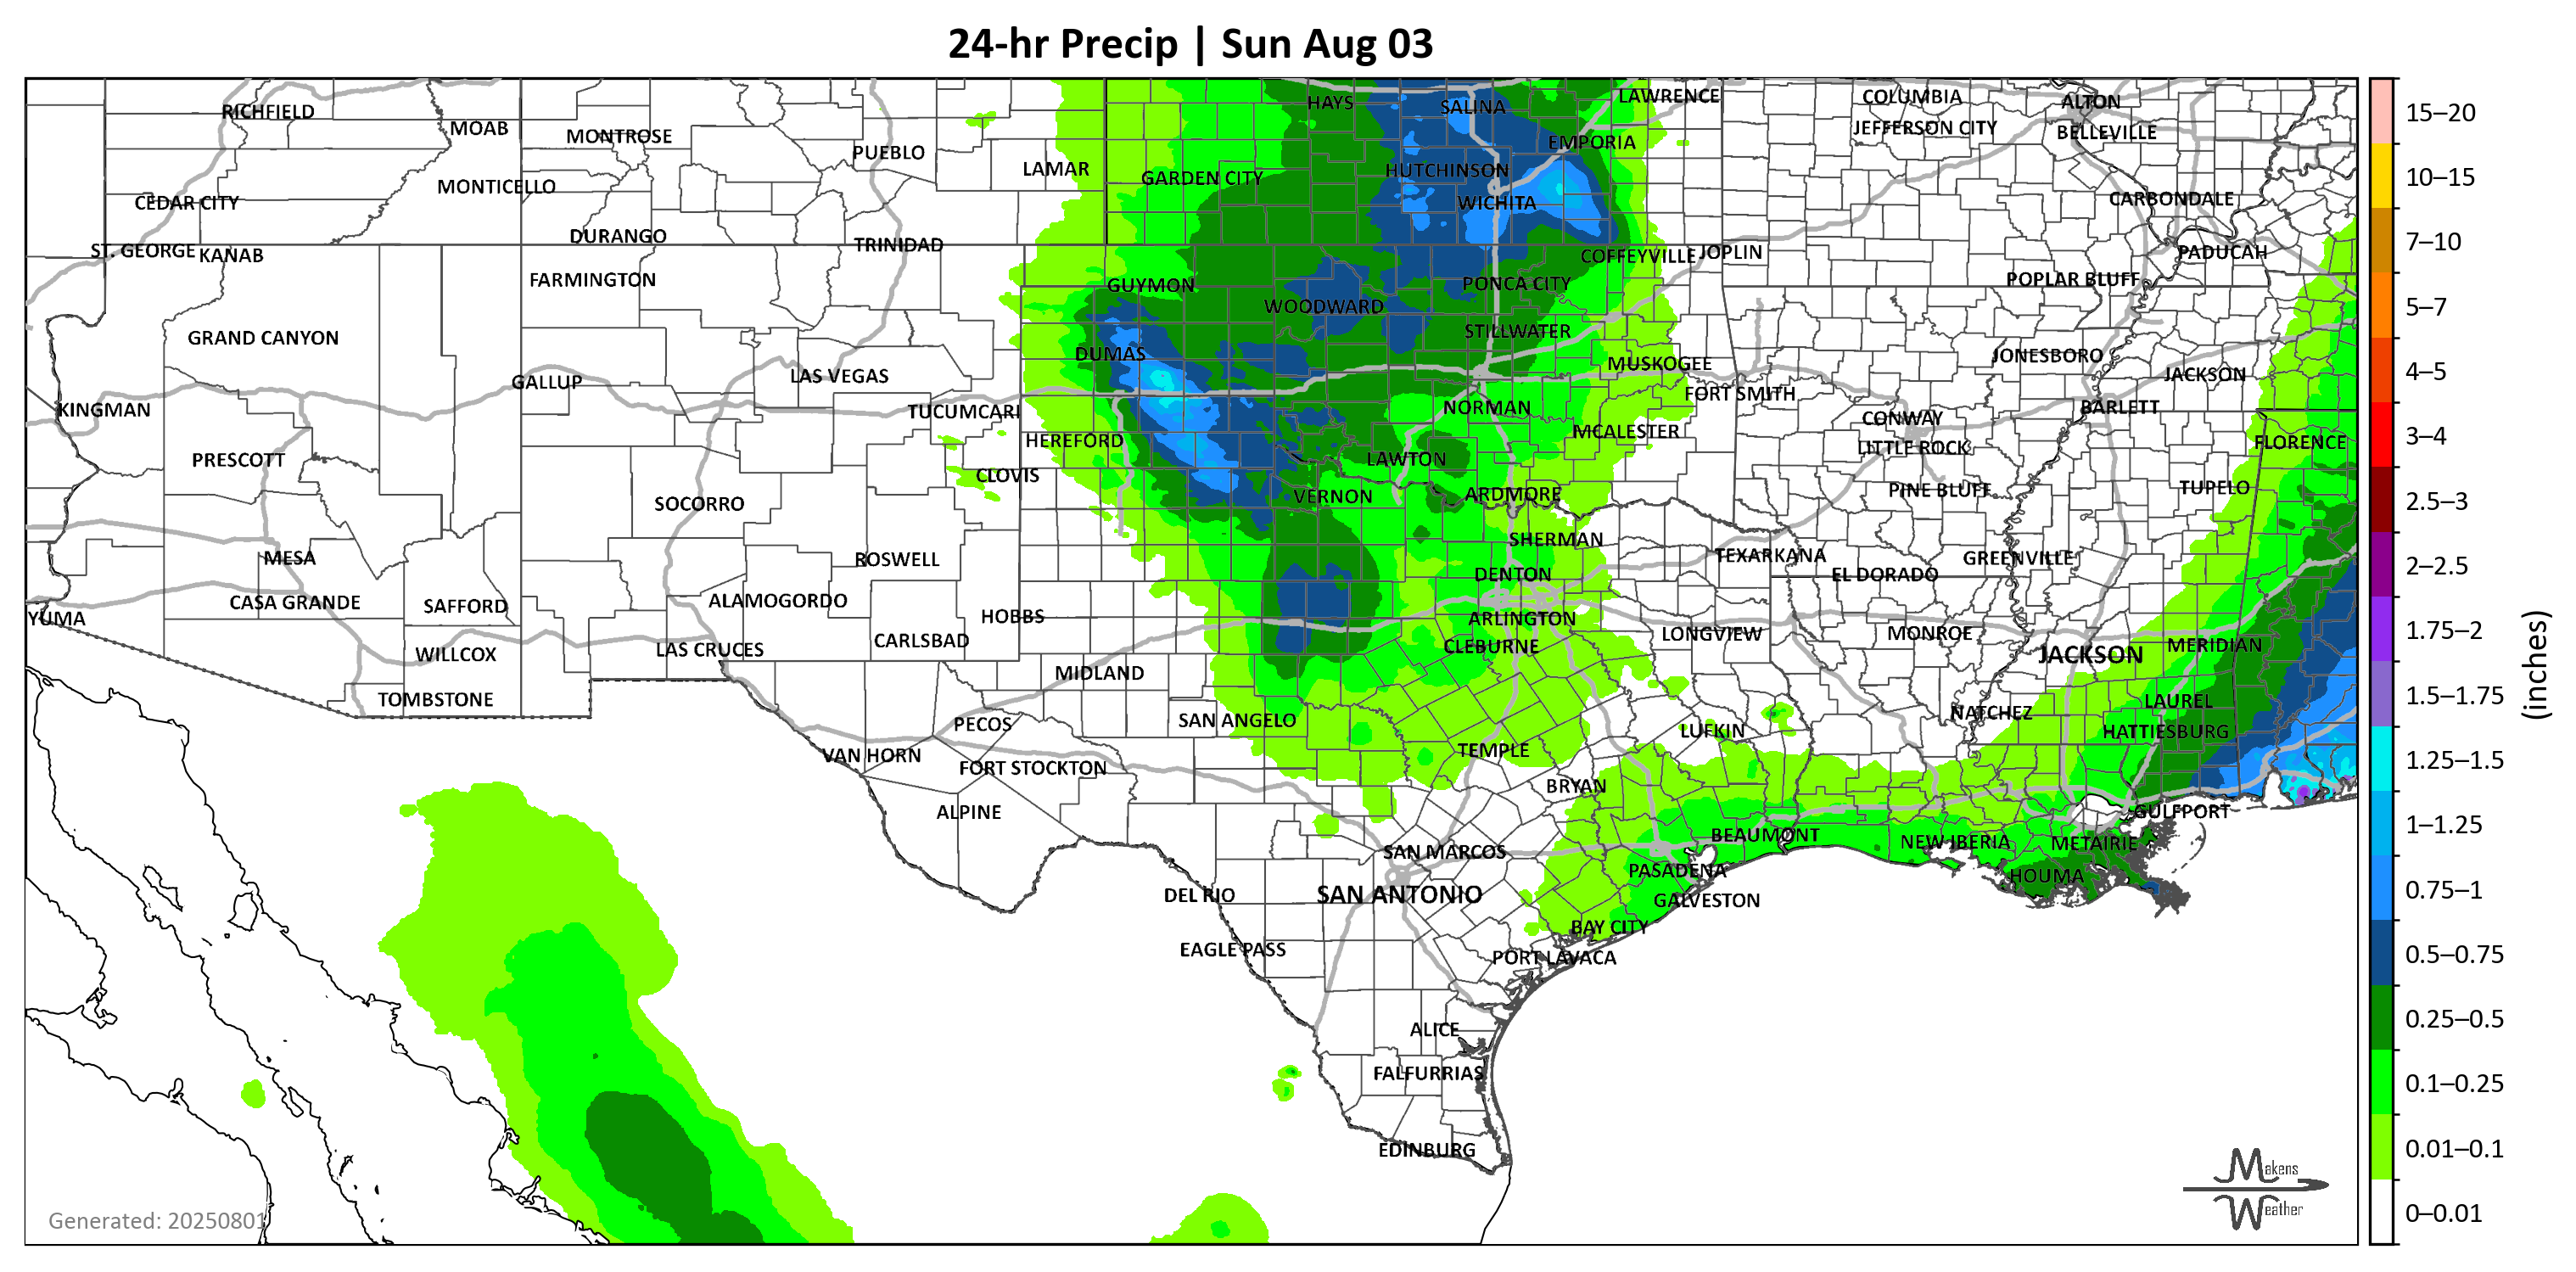 24-hr Precip | Sun Aug 03
RICHFIELD
MOAB
MONTROSE
PUEBLO
LAMAR
GARDEN CITY
HAYS
SALINA
LAWRENCE
EMPORIA
HUTCHINSON
WICHITA
COLUMBIA
JEFFERSON CITY
ALTON
BELLEVILLE
CARBONDALE
CEDAR CITY
MONTICELLO
ST. GEORGE
KANAB
DURANGO
TRINIDAD
FARMINGTON
GUYMON
WOODWARD
PONCA CITY
COFFEYVILLE
JOPLIN
POPLAR BLUFF
PADUCAH
GRAND CANYON
DUMAS
STILLWATER
MUSKOGEE
JONESBORO
JACKSON
GALLUP
LAS VEGAS
KINGMAN
TUCUMCARI
NORMAN
FORT SMITH
CONWAY
BARLETT
HEREFORD
MCALESTER
LITTLE ROCK
FLORENCE
PRESCOTT
CLOVIS
LAWTON
SOCORRO
VERNON
ARDMORE
PINE BLUFF
TUPELO
MESA
ROSWELL
SHERMAN
TEXARKANA
GREENVILLE
DENTON
EL DORADO
CASA GRANDE
SAFFORD
ALAMOGORDO
HOBBS
YUMA
ARLINGTON
LONGVIEW
MONROE
WILLCOX
LAS CRUCES
CARLSBAD
CLEBURNE
JACKSON
MERIDIAN
MIDLAND
TOMBSTONE
LAUREL
PECOS
SAN ANGELO
LUFKIN
NATCHEZ
HATTIESBURG
VAN HORN
FORT STOCKTON
TEMPLE
BRYAN
ALPINE
GULFPORT
BEAUMONT
NEW IBERIA
METAIRIE
SAN MARCOS
PASADENA
HOUMA
DEL RIO
SAN ANTONIO
GALVESTON
BAY CITY
EAGLE PASS
PORT LAVACA
ALICE
FALFURRIAS
EDINBURG
Generated: 20250801
Makens
Weather
15–20
10–15
7–10
5–7
4–5
3–4
2.5–3
2–2.5
1.75–2
1.5–1.75
1.25–1.5
1–1.25
0.75–1
0.5–0.75
0.25–0.5
0.1–0.25
0.01–0.1
0–0.01
(inches)